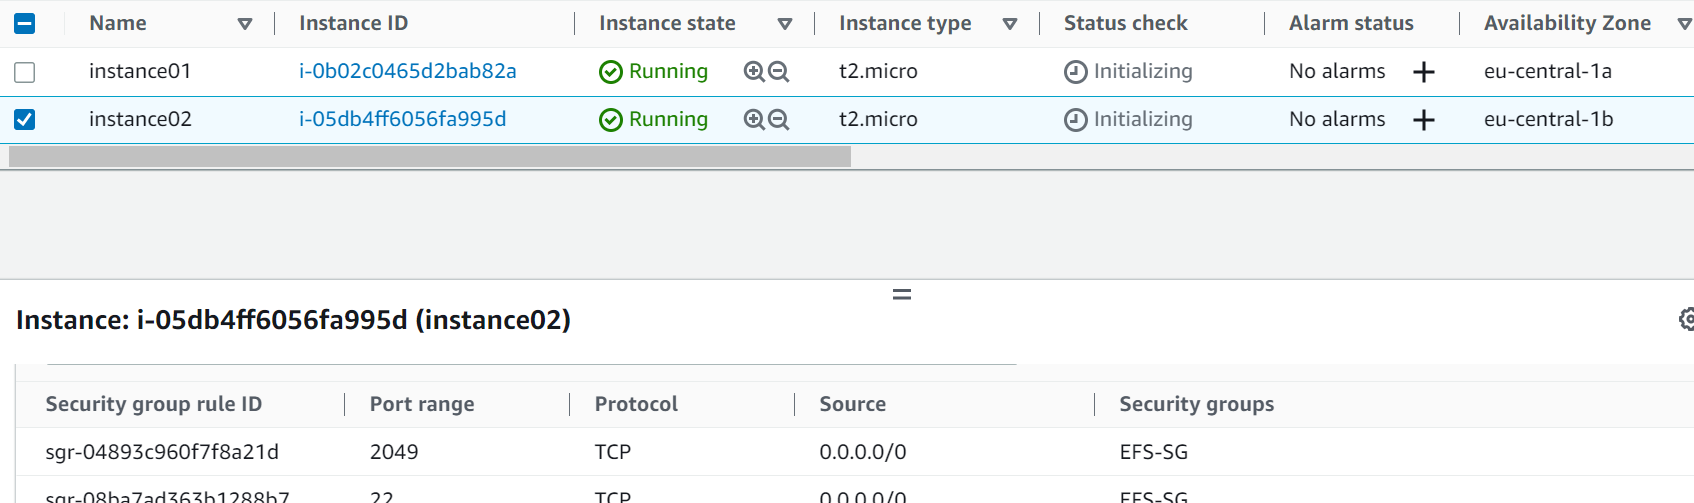 Name Instance ID Instance state Instance type Status check Alarm status Availability Zone
instance01 i-0b02c0465d2bab82a Running t2.micro Initializing No alarms + eu-central-1a
instance02 i-05db4ff6056fa995d Running t2.micro Initializing No alarms + eu-central-1b
Instance: i-05db4ff6056fa995d (instance02)
Security group rule ID Port range Protocol Source Security groups
sgr-04893c960f7f8a21d 2049 TCP 0.0.0.0/0 EFS-SG
sgr-08ba7ad363b1288b7 22 TCP 0.0.0.0/0 EFS-SG